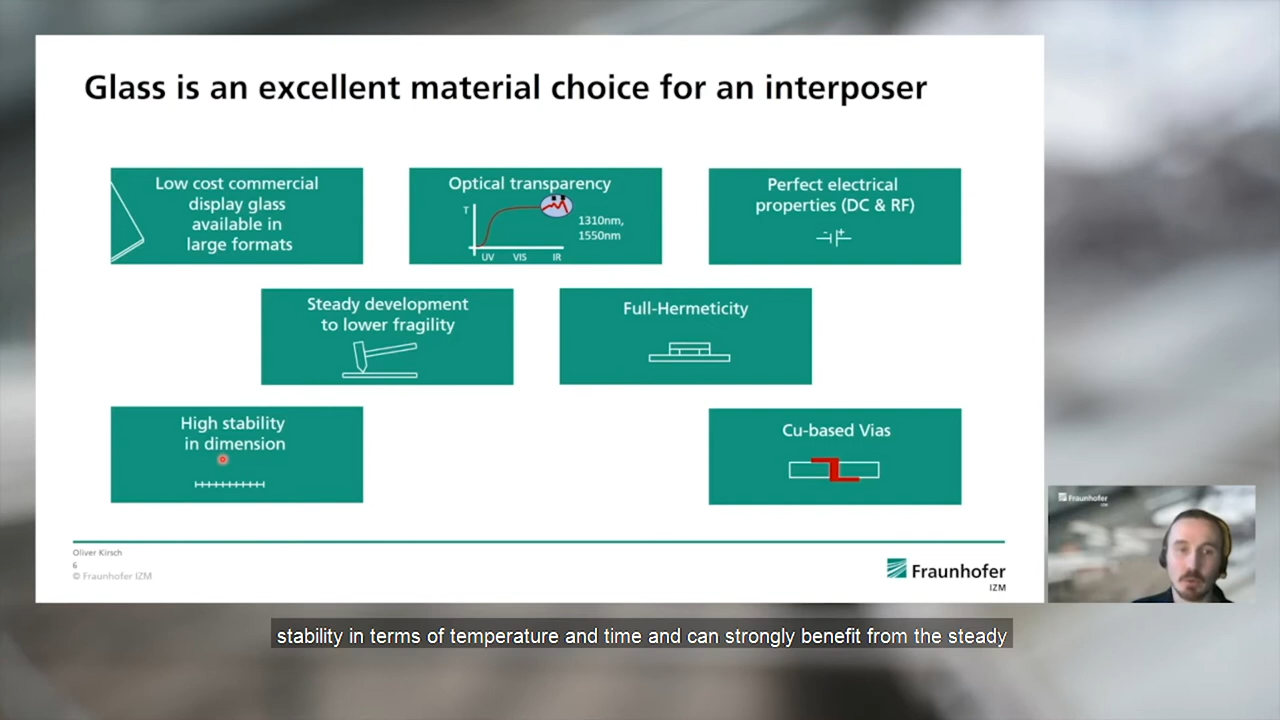 Glass is an excellent material choice for an interposer
Low cost commercial
display glass
available in
large formats
Optical transparency
T
1310nm,
1550nm
UV VIS IR
Perfect electrical
properties (DC & RF)
- +
Steady development
to lower fragility
Full-Hermeticity
High stability
in dimension
Cu-based Vias
Oliver Kirsch
6
© Fraunhofer IZM
Fraunhofer
IZM
Fraunhofer
IZM
stability in terms of temperature and time and can strongly benefit from the steady